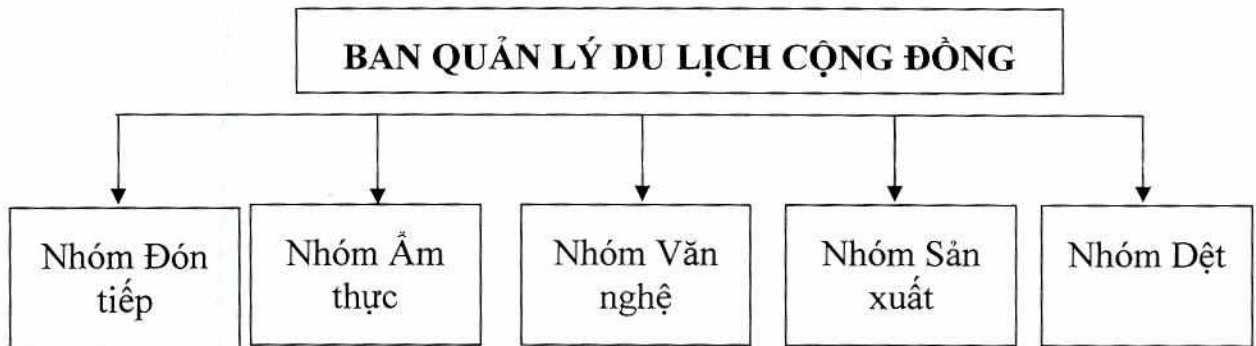 BAN QUẢN LÝ DU LỊCH CỘNG ĐỒNG
Nhóm Đón
tiếp
Nhóm Ẩm
thực
Nhóm Văn
nghệ
Nhóm Sản
xuất
Nhóm Dệt